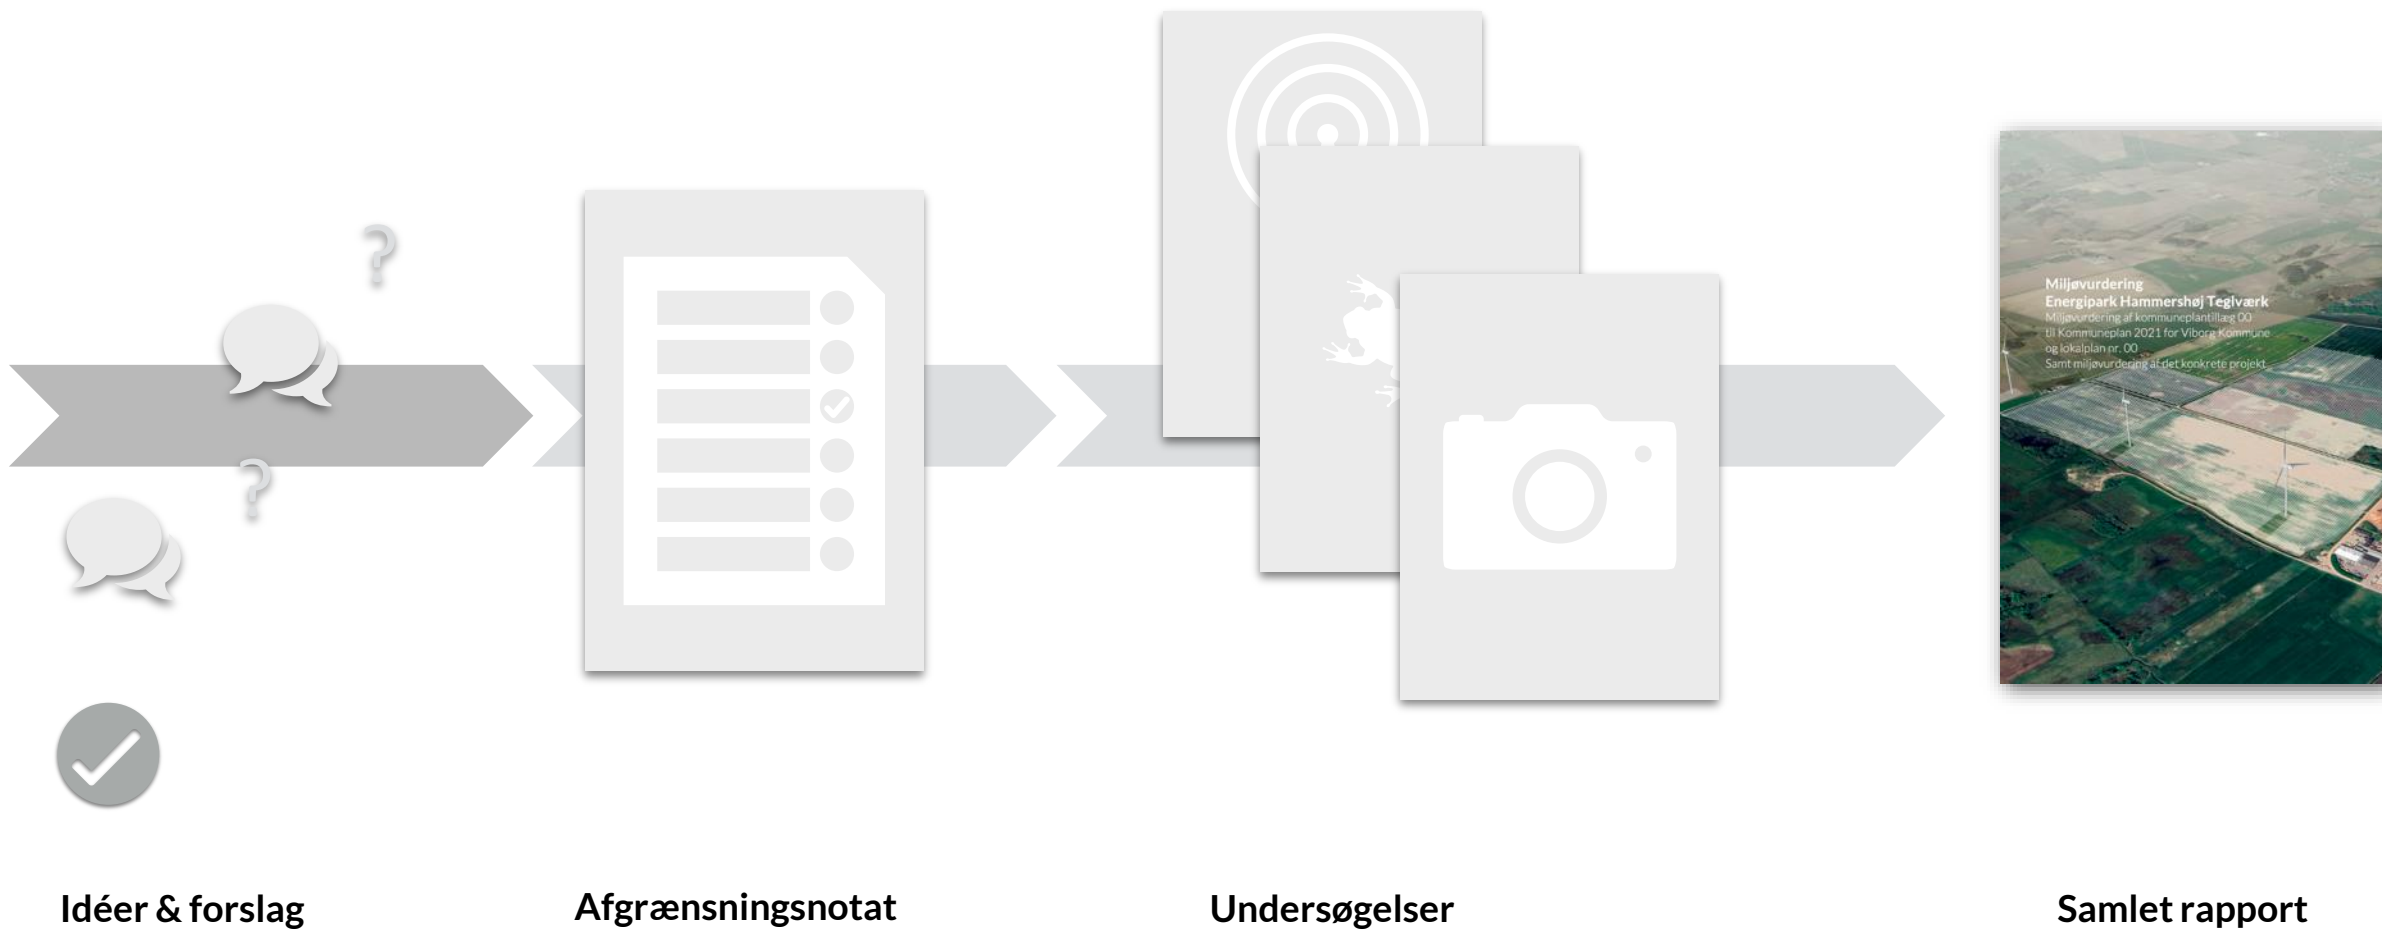 ?
?
Miljøvurdering
Energipark Hammershøj Teglværk
Miljøvurdering af kommuneplantillæg 00
til Kommuneplan 2021 for Viborg Kommune
og lokalplan nr. 00
Samt miljøvurdering af det konkrete projekt
Idéer & forslag
Afgrænsningsnotat
Undersøgelser
Samlet rapport